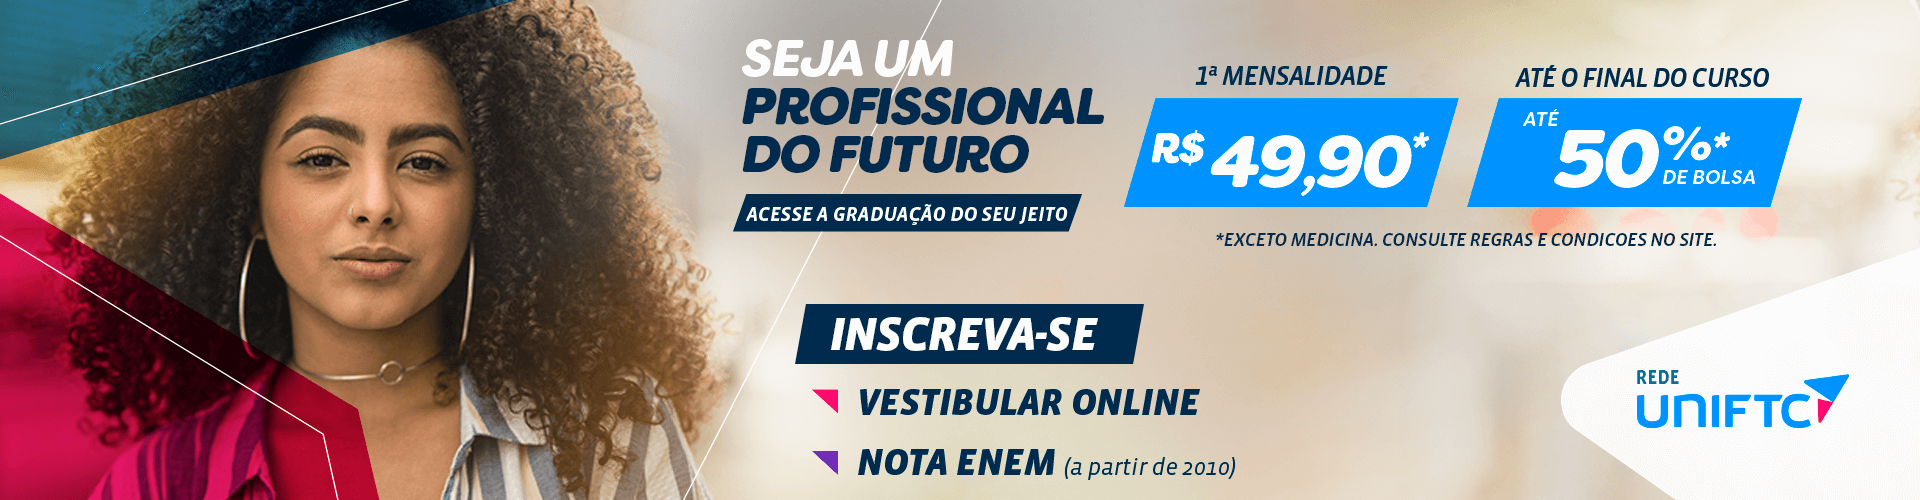 SEJA UM
PROFISSIONAL
DO FUTURO
ACESSE A GRADUAÇÃO DO SEU JEITO
1ª MENSALIDADE
R$ 49,90*
ATÉ O FINAL DO CURSO
ATÉ
50%*
DE BOLSA
*EXCETO MEDICINA. CONSULTE REGRAS E CONDICOES NO SITE.
INSCREVA-SE
VESTIBULAR ONLINE
NOTA ENEM (a partir de 2010)
REDE
UNIFTC